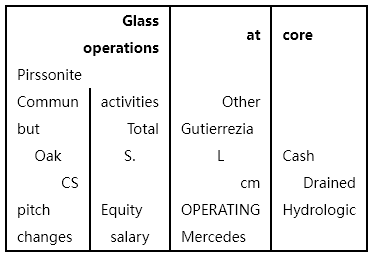 Glass operations at core
Pirssonite
Commun activities Other
but Total Gutierrezia
Oak S. L Cash
CS cm Drained
pitch Equity OPERATING Hydrologic
changes salary Mercedes